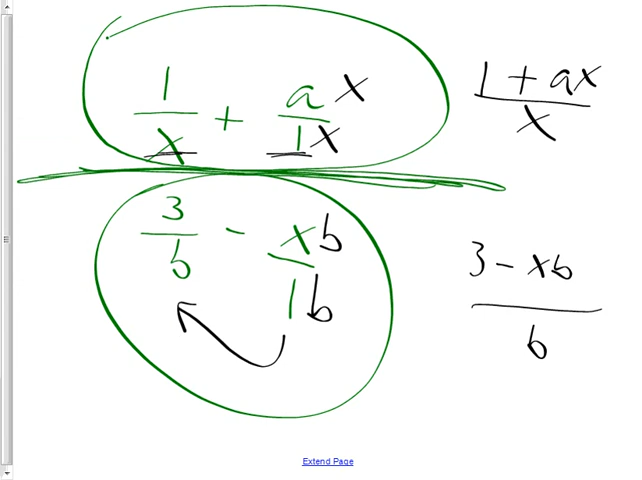 1/x + ax/1x
1 + ax/x
3/b - xb/1b
3 - xb/b
Extend Page